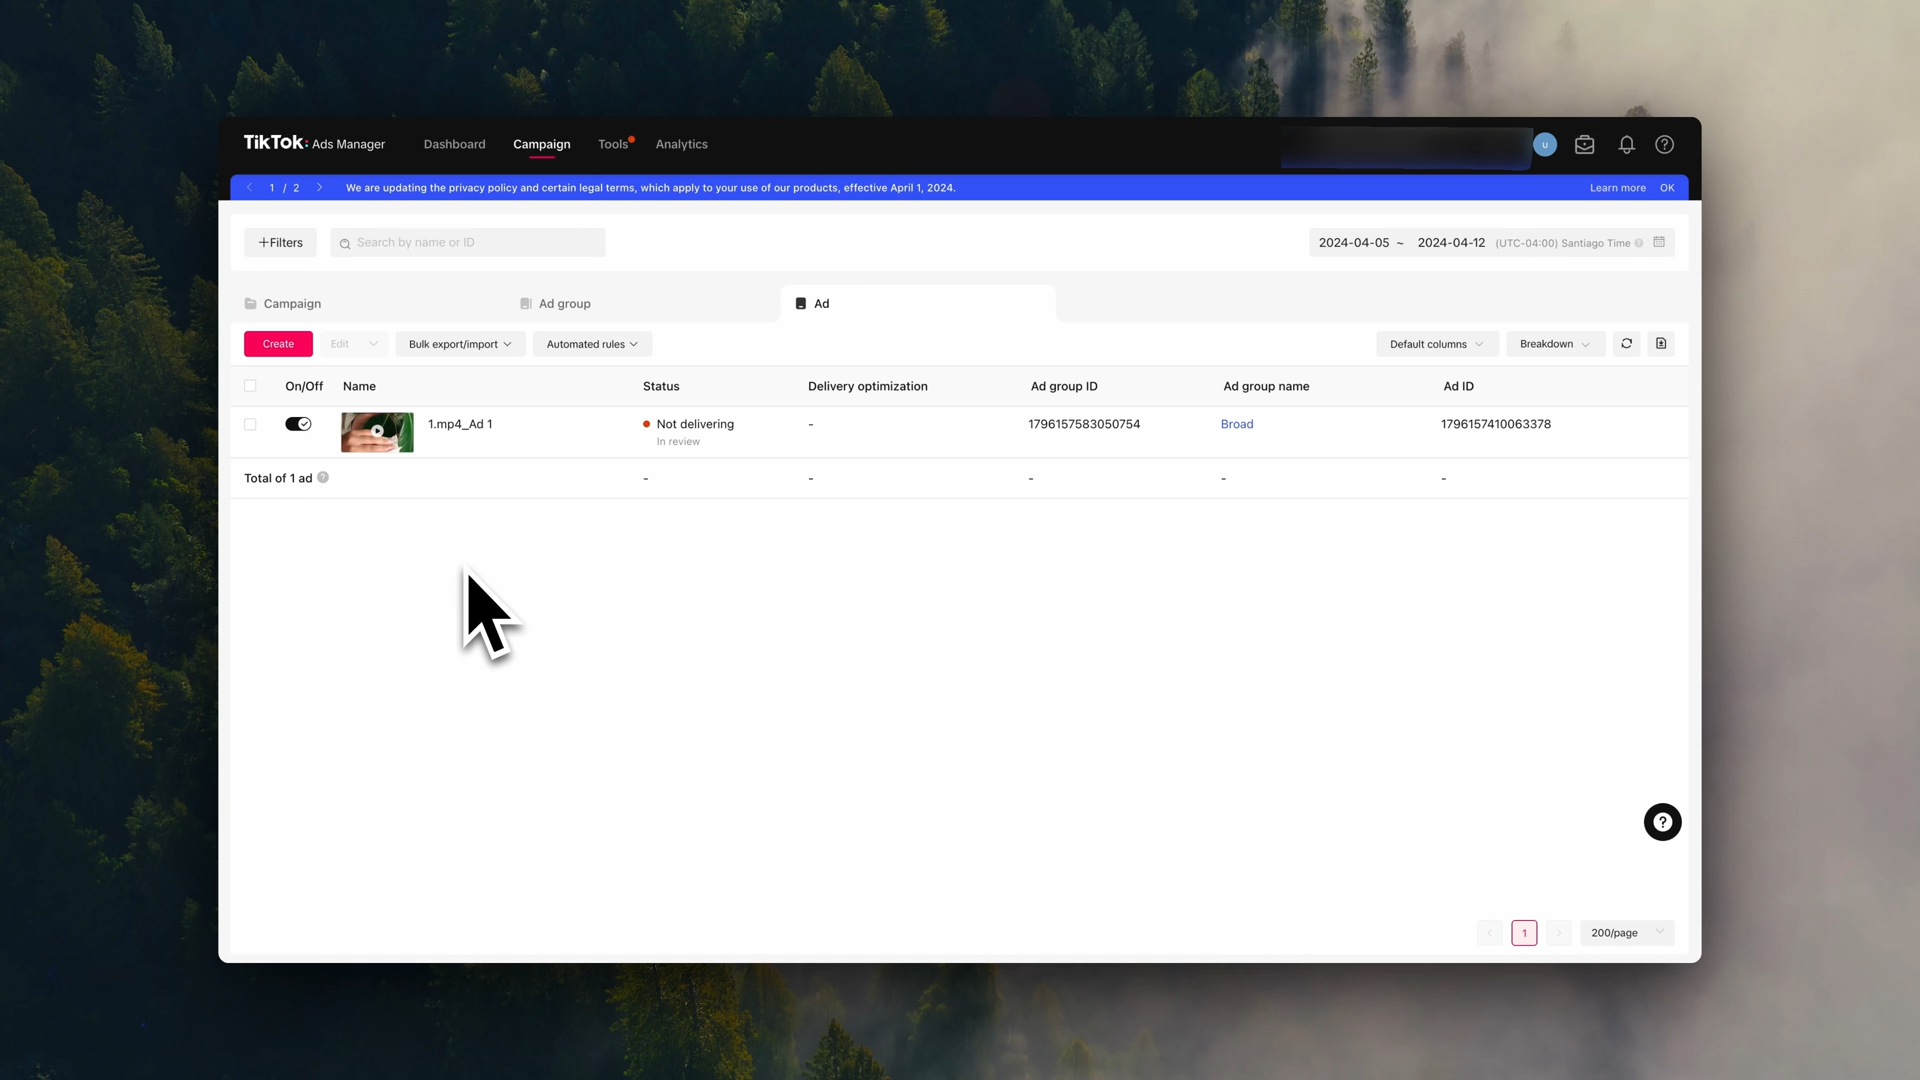 TikTok: Ads Manager
Dashboard
Campaign
Tools
Analytics
U
1 / 2
We are updating the privacy policy and certain legal terms, which apply to your use of our products, effective April 1, 2024.
Learn more
OK
+Filters
Search by name or ID
2024-04-05 ~ 2024-04-12 (UTC-04:00) Santiago Time
Campaign
Ad group
Ad
Create
Edit
Bulk export/import
Automated rules
Default columns
Breakdown
On/Off
Name
Status
Delivery optimization
Ad group ID
Ad group name
Ad ID
1.mp4_Ad 1
Not delivering
In review
-
1796157583050754
Broad
1796157410063378
Total of 1 ad
-
-
-
-
-
1
200/page